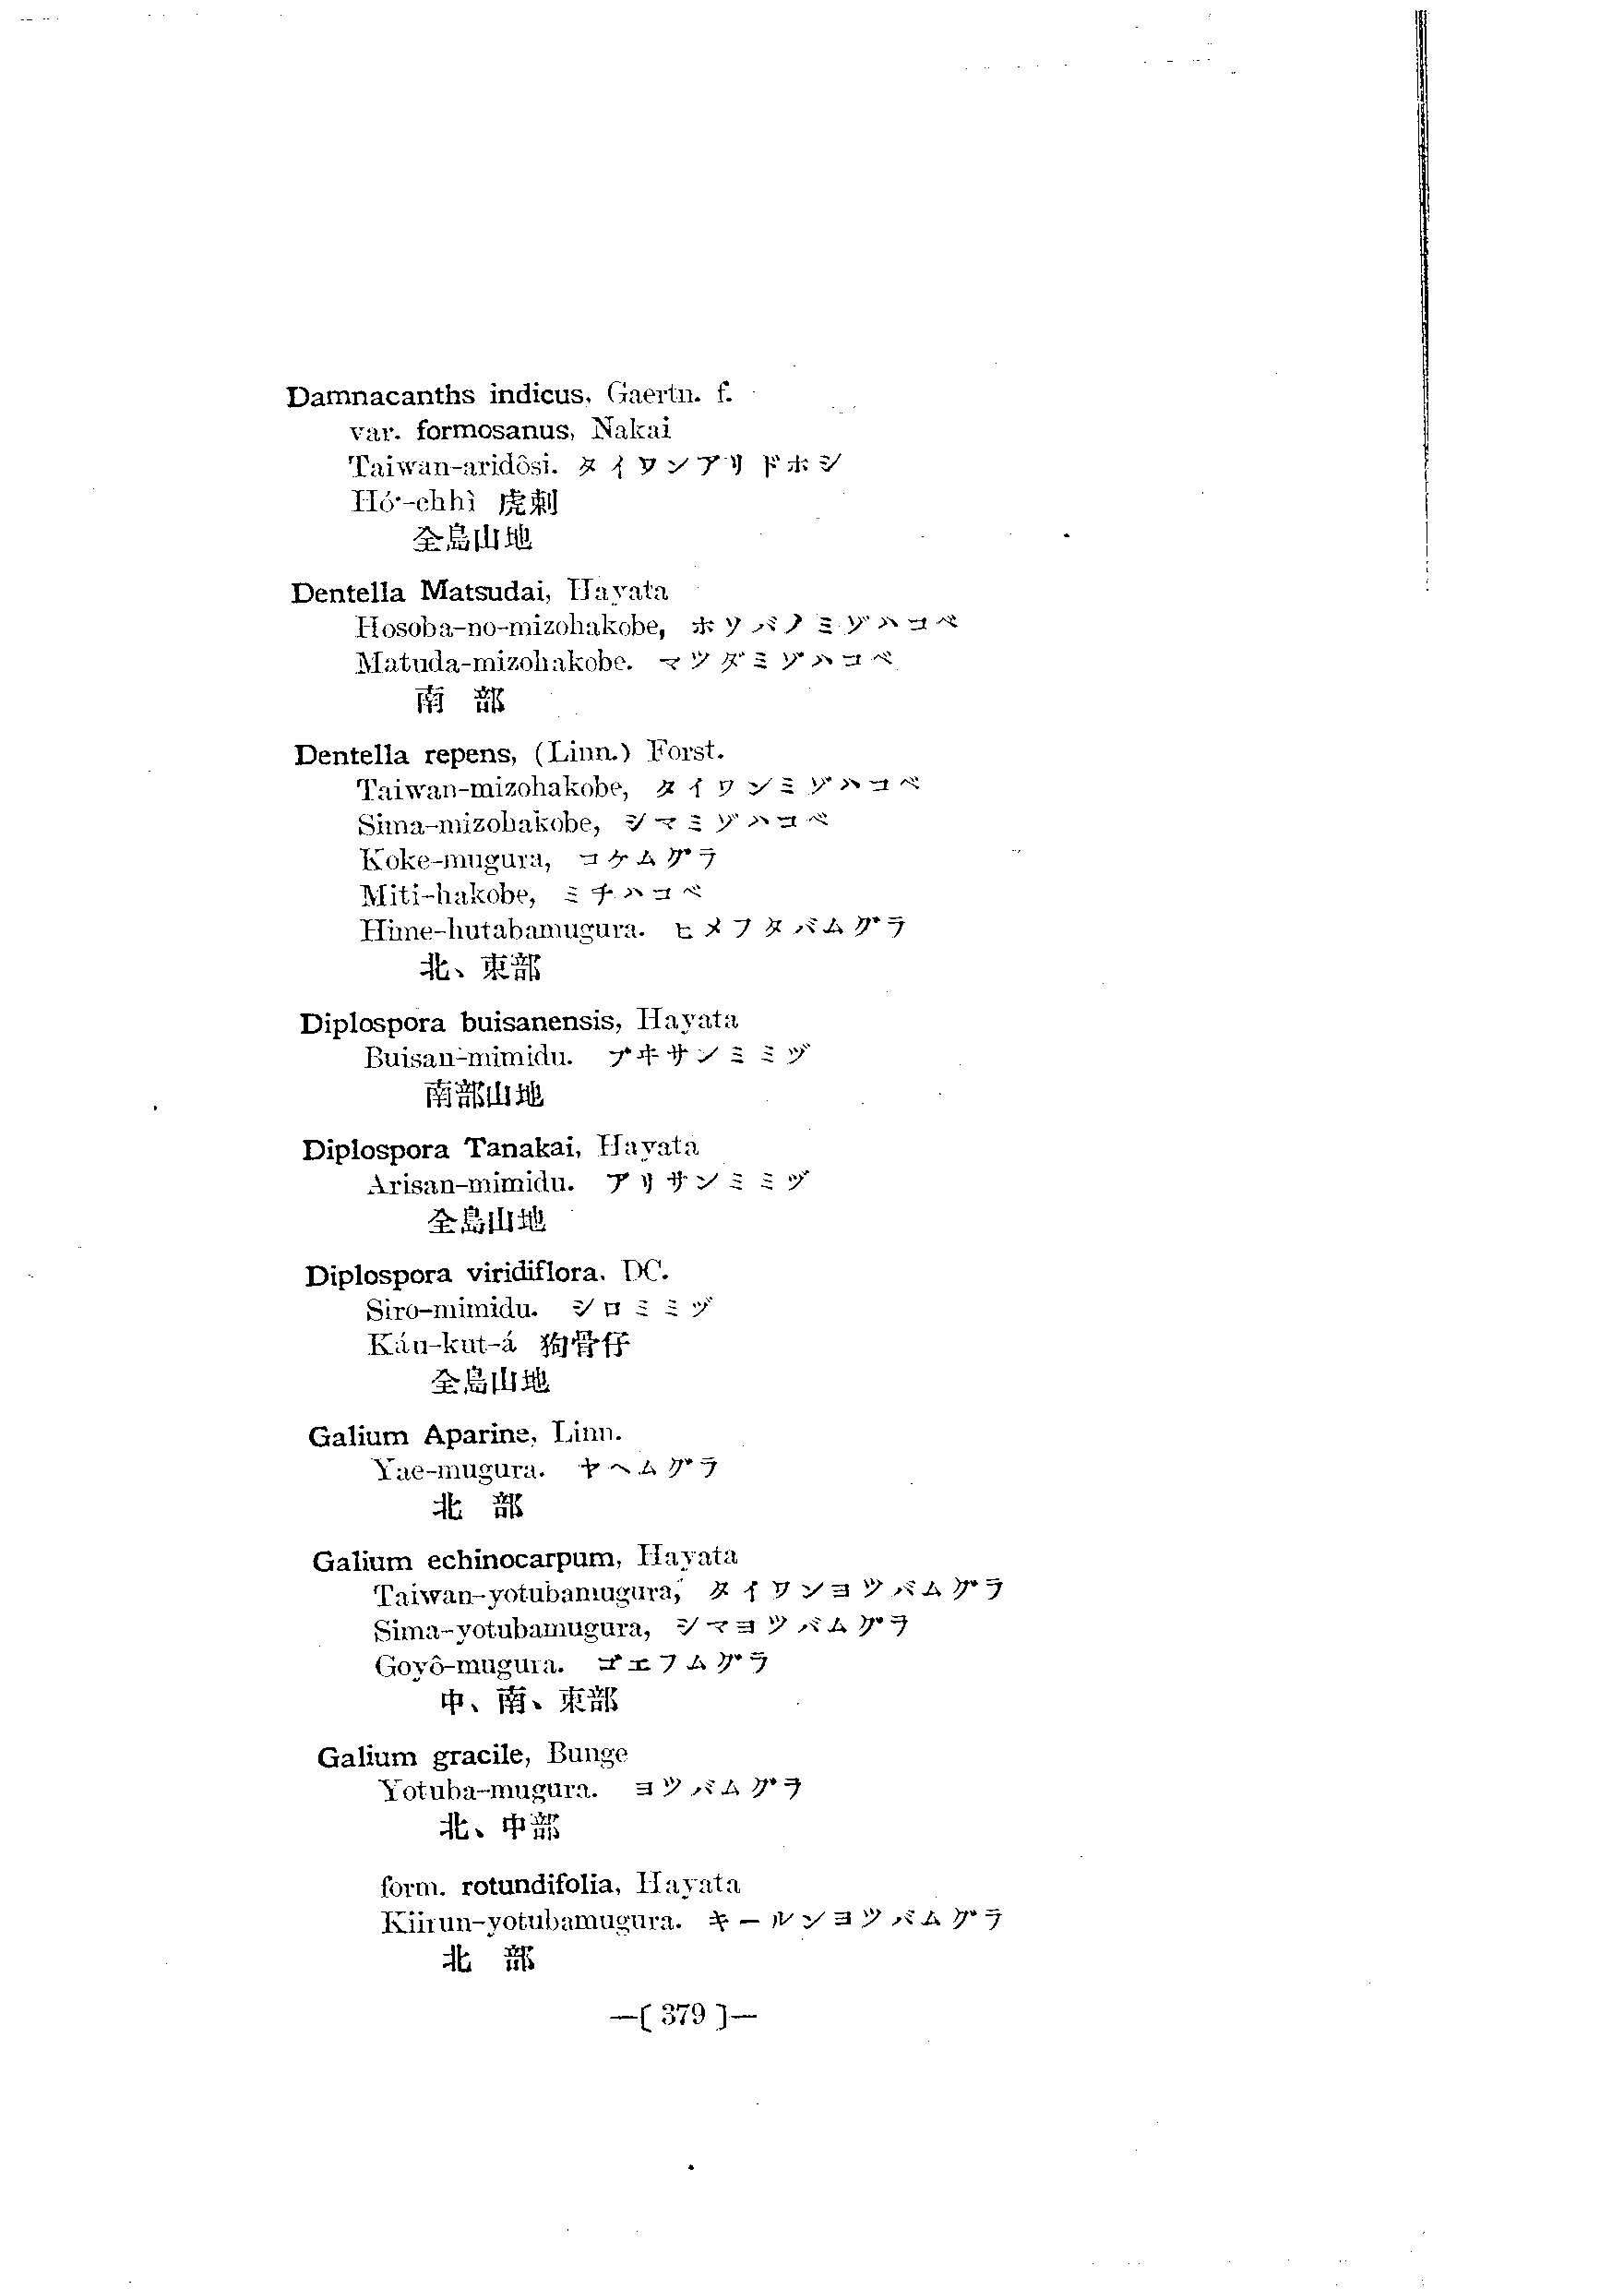 Damnacanths indicus, Gaertn. f.
var. formosanus, Nakai
Taiwan-aridôsi. タイワンアリドホシ
Hó͘-chhì 虎刺
全島山地
Dentella Matsudai, Hayata
Hosoba-no-mizohakobe, ホソバノミゾハコベ
Matuda-mizohakobe. マツダミゾハコベ
南 部
Dentella repens, (Linn.) Forst.
Taiwan-mizohakobe, タイワンミゾハコベ
Sima-mizohakobe, シマミゾハコベ
Koke-mugura, コケムグラ
Miti-hakobe, ミチハコベ
Hime-hutabamugura. ヒメフタバムグラ
北、東部
Diplospora buisanensis, Hayata
Buisan-mimidu. ブヰサンミミヅ
南部山地
Diplospora Tanakai, Hayata
Arisan-mimidu. アリサンミミヅ
全島山地
Diplospora viridiflora. DC.
Siro-mimidu. シロミミヅ
Káu-kut-á 狗骨仔
全島山地
Galium Aparine, Linn.
Yae-mugura. ヤヘムグラ
北 部
Galium echinocarpum, Hayata
Taiwan-yotubamugura, タイワンヨツバムグラ
Sima-yotubamugura, シマヨツバムグラ
Goyô-mugura. ゴエフムグラ
中、南、東部
Galium gracile, Bunge
Yotuba-mugura. ヨツバムグラ
北、中部
form. rotundifolia, Hayata
Kiirun-yotubamugura. キールンヨツバムグラ
北 部
—[ 379 ]—